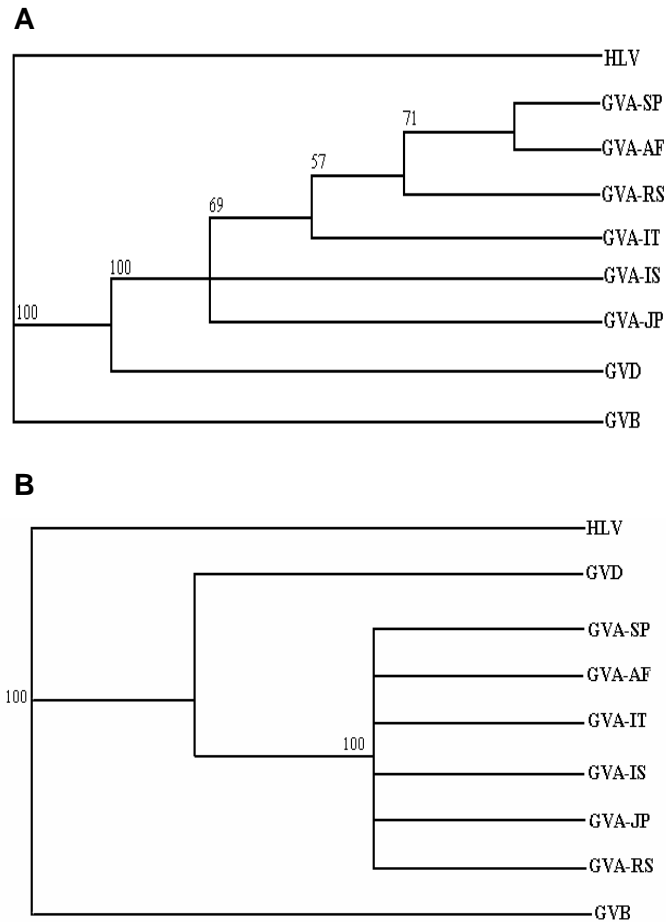 A
HLV
GVA-SP
71
GVA-AF
57
GVA-RS
69
GVA-IT
100
GVA-IS
100
GVA-JP
GVD
GVB
B
HLV
GVD
GVA-SP
GVA-AF
100
GVA-IT
100
GVA-IS
GVA-JP
GVA-RS
GVB